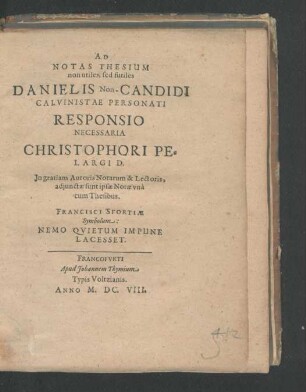 AD
NOTAS THESIUM
non utiles, sed futiles
DANIELIS Non-CANDIDI
CALVINISTAE PERSONATI
RESPONSIO
NECESSARIA
CHRISTOPHORI PE-
LARGI D.
In gratiam Autoris Notarum & Lectoris,
adjunctæ sunt ipsæ Notæ unà
cum Thesibus.
FRANCISCI SFORTIÆ
Symbolum:
NEMO QVIETUM IMPUNE
LACESSET.
FRANCOFURTI
Apud Johannem Thymium.
Typis Voltzianis.
ANNO M. DC. VIII.